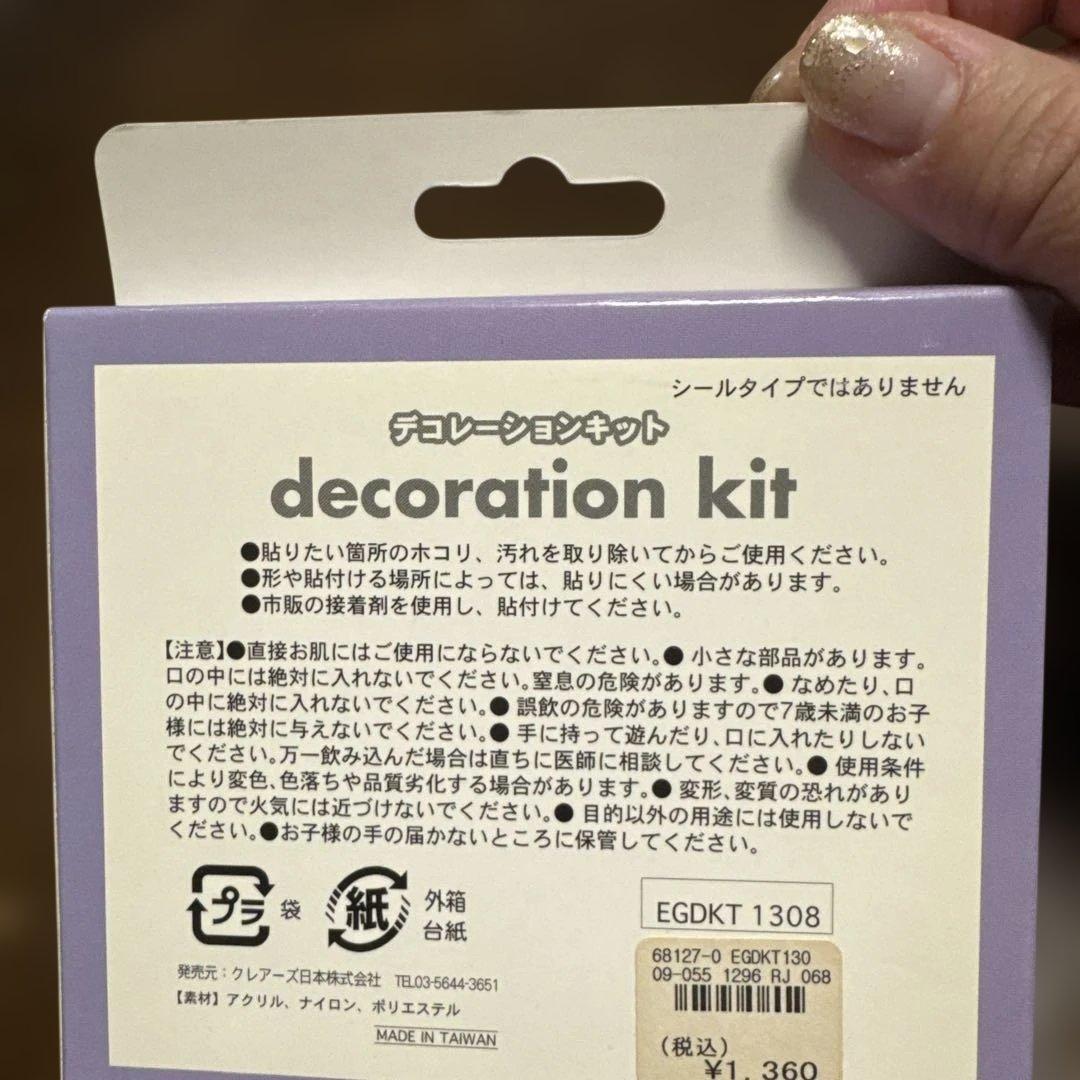 シールタイプではありません
デコレーションキット
decoration kit
●貼りたい箇所のホコリ、汚れを取り除いてからご使用ください。
●形や貼付ける場所によっては、貼りにくい場合があります。
●市販の接着剤を使用し、貼付けてください。
【注意】●直接お肌にはご使用にならないでください。● 小さな部品があります。
口の中には絶対に入れないでください。窒息の危険があります。● なめたり、口
の中に絶対に入れないでください。● 誤飲の危険がありますので7歳未満のお子
様には絶対に与えないでください。● 手に持って遊んだり、口に入れたりしない
でください。万一飲み込んだ場合は直ちに医師に相談してください。● 使用条件
により変色、色落ちや品質劣化する場合があります。● 変形、変質の恐れがあり
ますので火気には近づけないでください。● 目的以外の用途には使用しないで
ください。●お子様の手の届かないところに保管してください。
プラ 袋
紙 外箱
台紙
EGDKT 1308
発売元：クレアーズ日本株式会社 TEL03-5644-3651
【素材】アクリル、ナイロン、ポリエステル
MADE IN TAIWAN
68127-0 EGDKT130
09-055 1296 RJ 068
(税込)
¥1,360